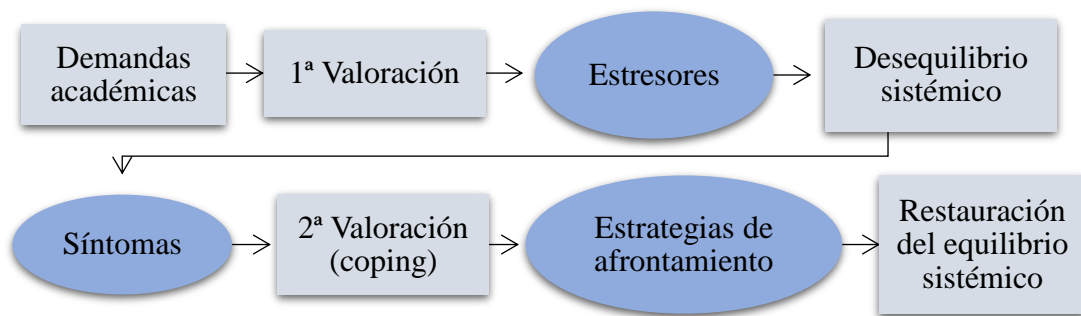 Demandas
académicas
1ª Valoración
Estresores
Desequilibrio
sistémico
Síntomas
2ª Valoración
(coping)
Estrategias de
afrontamiento
Restauración
del equilibrio
sistémico